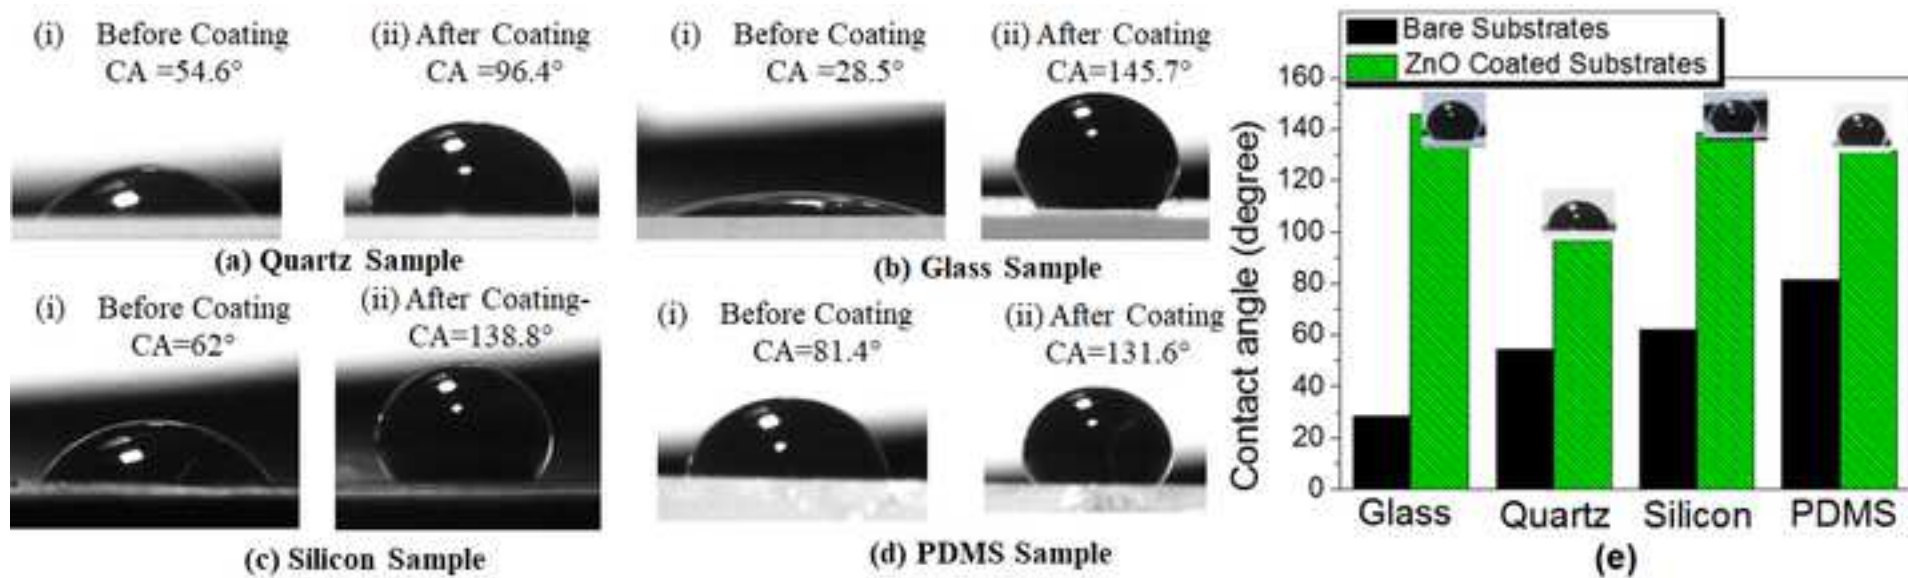 (i) Before Coating
CA =54.6°
(ii) After Coating
CA =96.4°
(a) Quartz Sample
(i) Before Coating
CA =28.5°
(ii) After Coating
CA=145.7°
(b) Glass Sample
(i) Before Coating
CA=62°
(ii) After Coating-
CA=138.8°
(c) Silicon Sample
(i) Before Coating
CA=81.4°
(ii) After Coating
CA=131.6°
(d) PDMS Sample
Bare Substrates
ZnO Coated Substrates
Contact angle (degree)
160
140
120
100
80
60
40
20
0
Glass Quartz Silicon PDMS
(e)